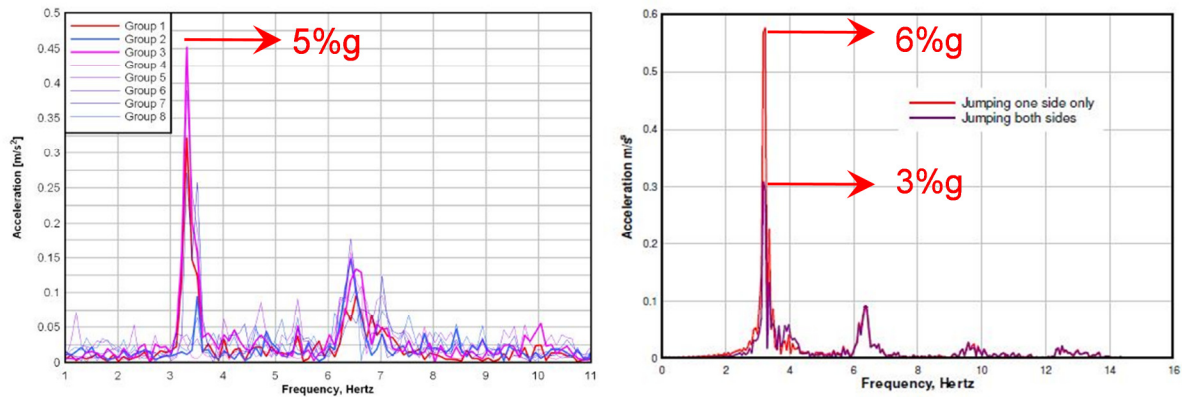 0.5
0.45
0.4
0.35
0.3
0.25
0.2
0.15
0.1
0.05
0
Acceleration [m/s²]
Group 1
Group 2
Group 3
Group 4
Group 5
Group 6
Group 7
Group 8
5%g
1 2 3 4 5 6 7 8 9 10 11
Frequency, Hertz
0.6
0.5
0.4
0.3
0.2
0.1
0
Acceleration m/s²
6%g
Jumping one side only
Jumping both sides
3%g
0 2 4 6 8 10 12 14 16
Frequency, Hertz